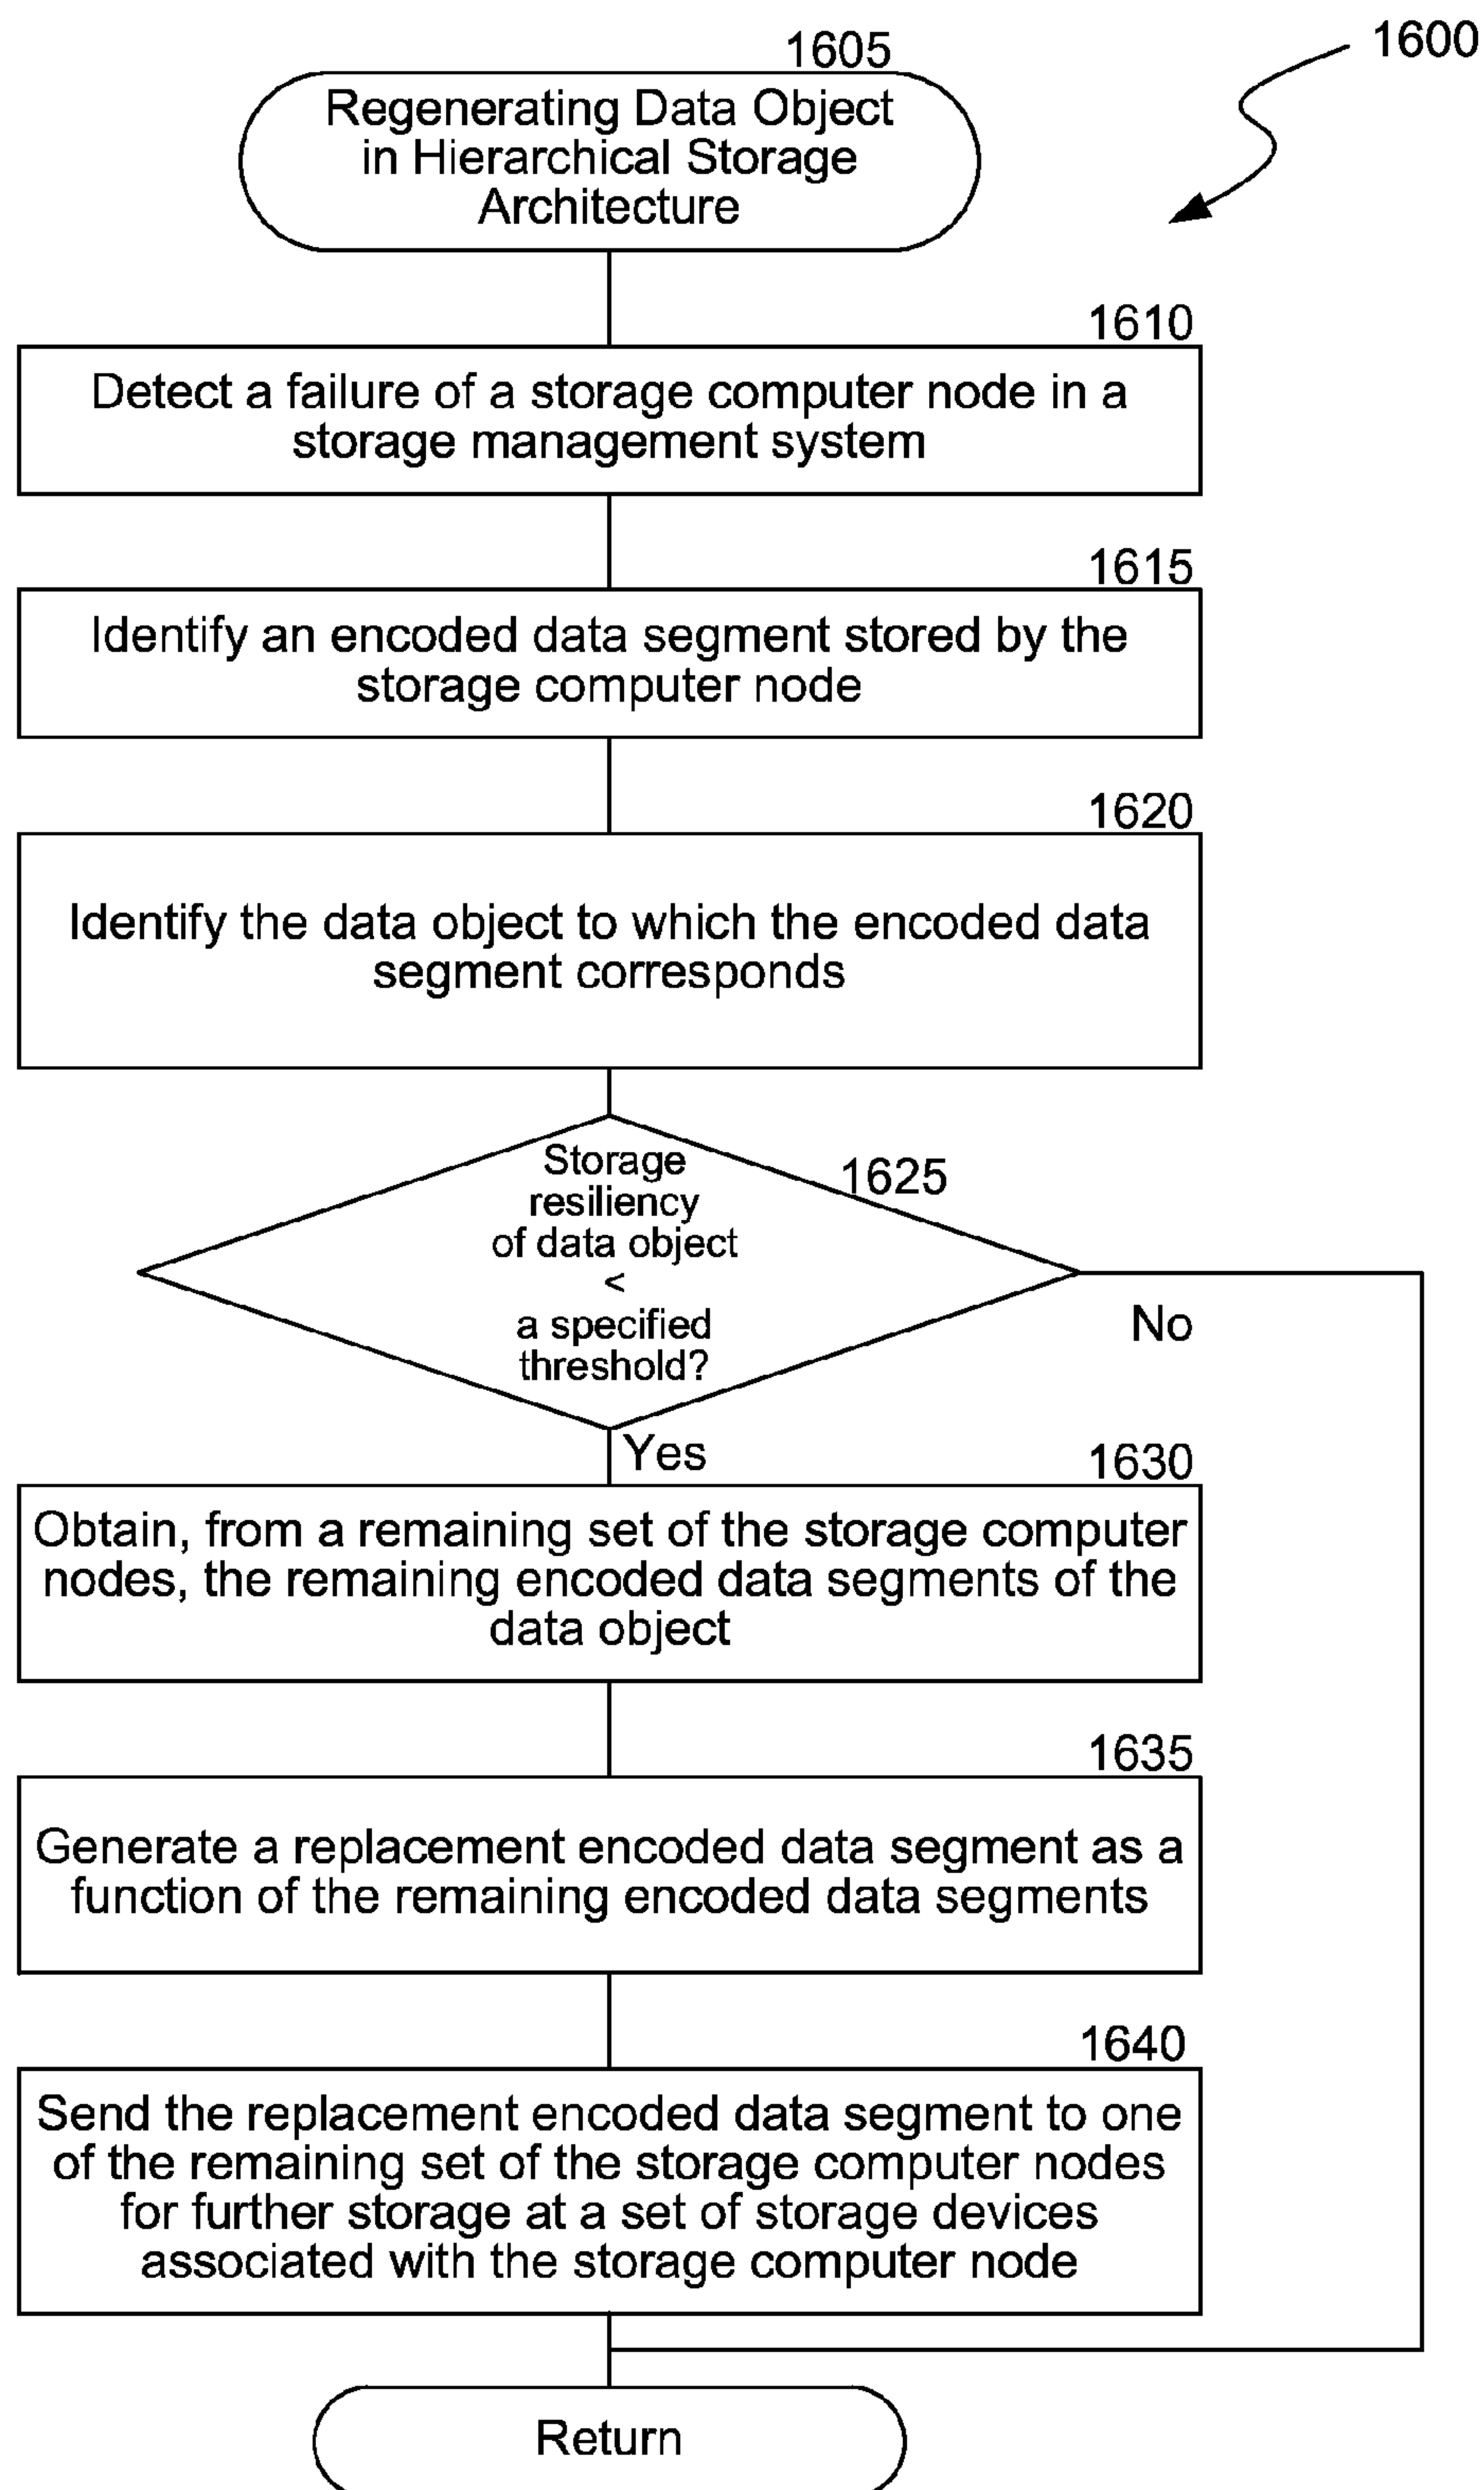 1600
1605
Regenerating Data Object
in Hierarchical Storage
Architecture
1610
Detect a failure of a storage computer node in a
storage management system
1615
Identify an encoded data segment stored by the
storage computer node
1620
Identify the data object to which the encoded data
segment corresponds
1625
Storage
resiliency
of data object
<
a specified
threshold?
No
Yes
1630
Obtain, from a remaining set of the storage computer
nodes, the remaining encoded data segments of the
data object
1635
Generate a replacement encoded data segment as a
function of the remaining encoded data segments
1640
Send the replacement encoded data segment to one
of the remaining set of the storage computer nodes
for further storage at a set of storage devices
associated with the storage computer node
Return